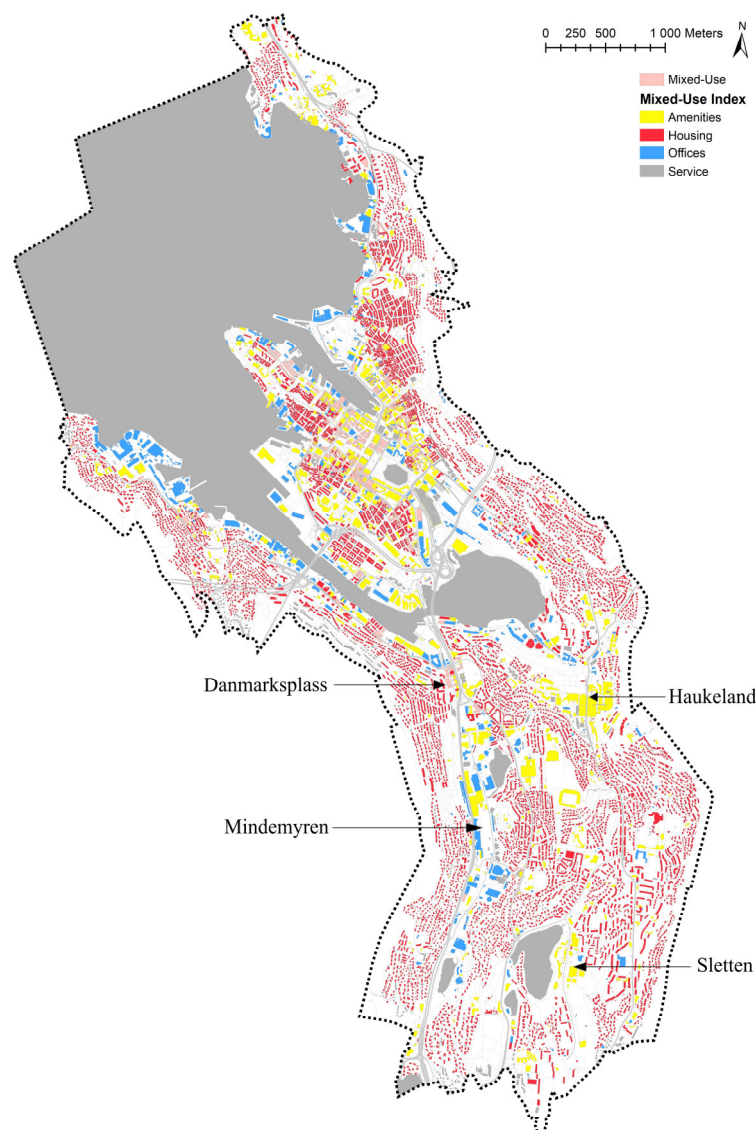 N
0 250 500 1 000 Meters
Mixed-Use
Mixed-Use Index
Amenities
Housing
Offices
Service
Danmarksplass
Haukeland
Mindemyren
Sletten